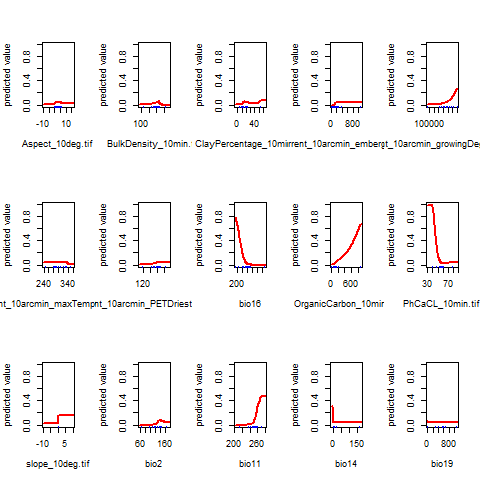 predicted value predicted value predicted value predicted value predicted value
0.0 0.4 0.8 0.0 0.4 0.8 0.0 0.4 0.8 0.0 0.4 0.8 0.0 0.4 0.8
-10 10 100 0 40 0 800 100000
Aspect_10deg.tif BulkDensity_10min. ClayPercentage_10mi rrent_10arcmin_embergt_10arcmin_growingDeg
predicted value predicted value predicted value predicted value predicted value
0.0 0.4 0.8 0.0 0.4 0.8 0.0 0.4 0.8 0.0 0.4 0.8 0.0 0.4 0.8
240 340 120 200 0 600 30 70
nt_10arcmin_maxTemp nt_10arcmin_PETDriest bio16 OrganicCarbon_10mir PhCaCL_10min.tif
predicted value predicted value predicted value predicted value predicted value
0.0 0.4 0.8 0.0 0.4 0.8 0.0 0.4 0.8 0.0 0.4 0.8 0.0 0.4 0.8
-10 5 60 160 200 260 0 150 0 800
slope_10deg.tif bio2 bio11 bio14 bio19